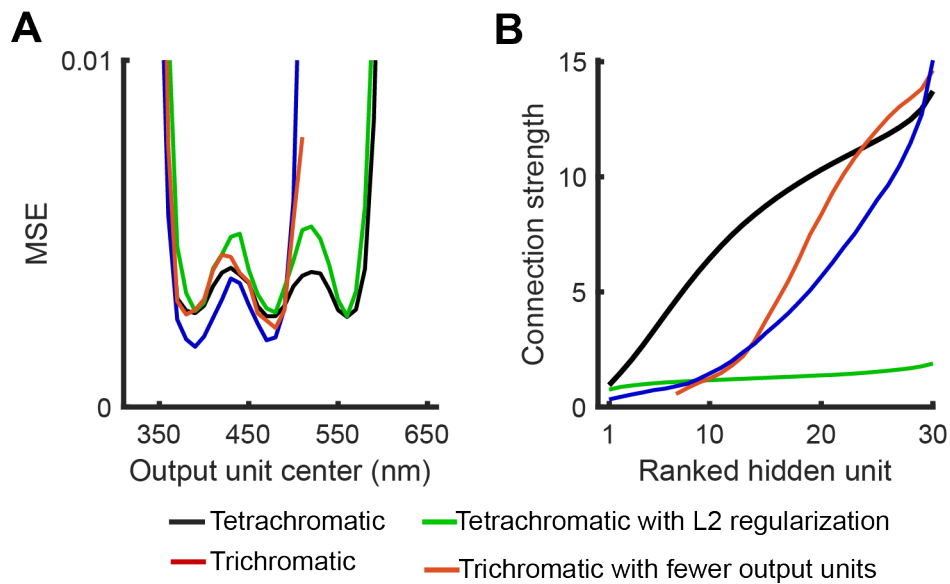 A
B
0.01
0
MSE
350 450 550 650
Output unit center (nm)
15
10
5
0
Connection strength
1 10 20 30
Ranked hidden unit
Tetrachromatic
Tetrachromatic with L2 regularization
Trichromatic
Trichromatic with fewer output units